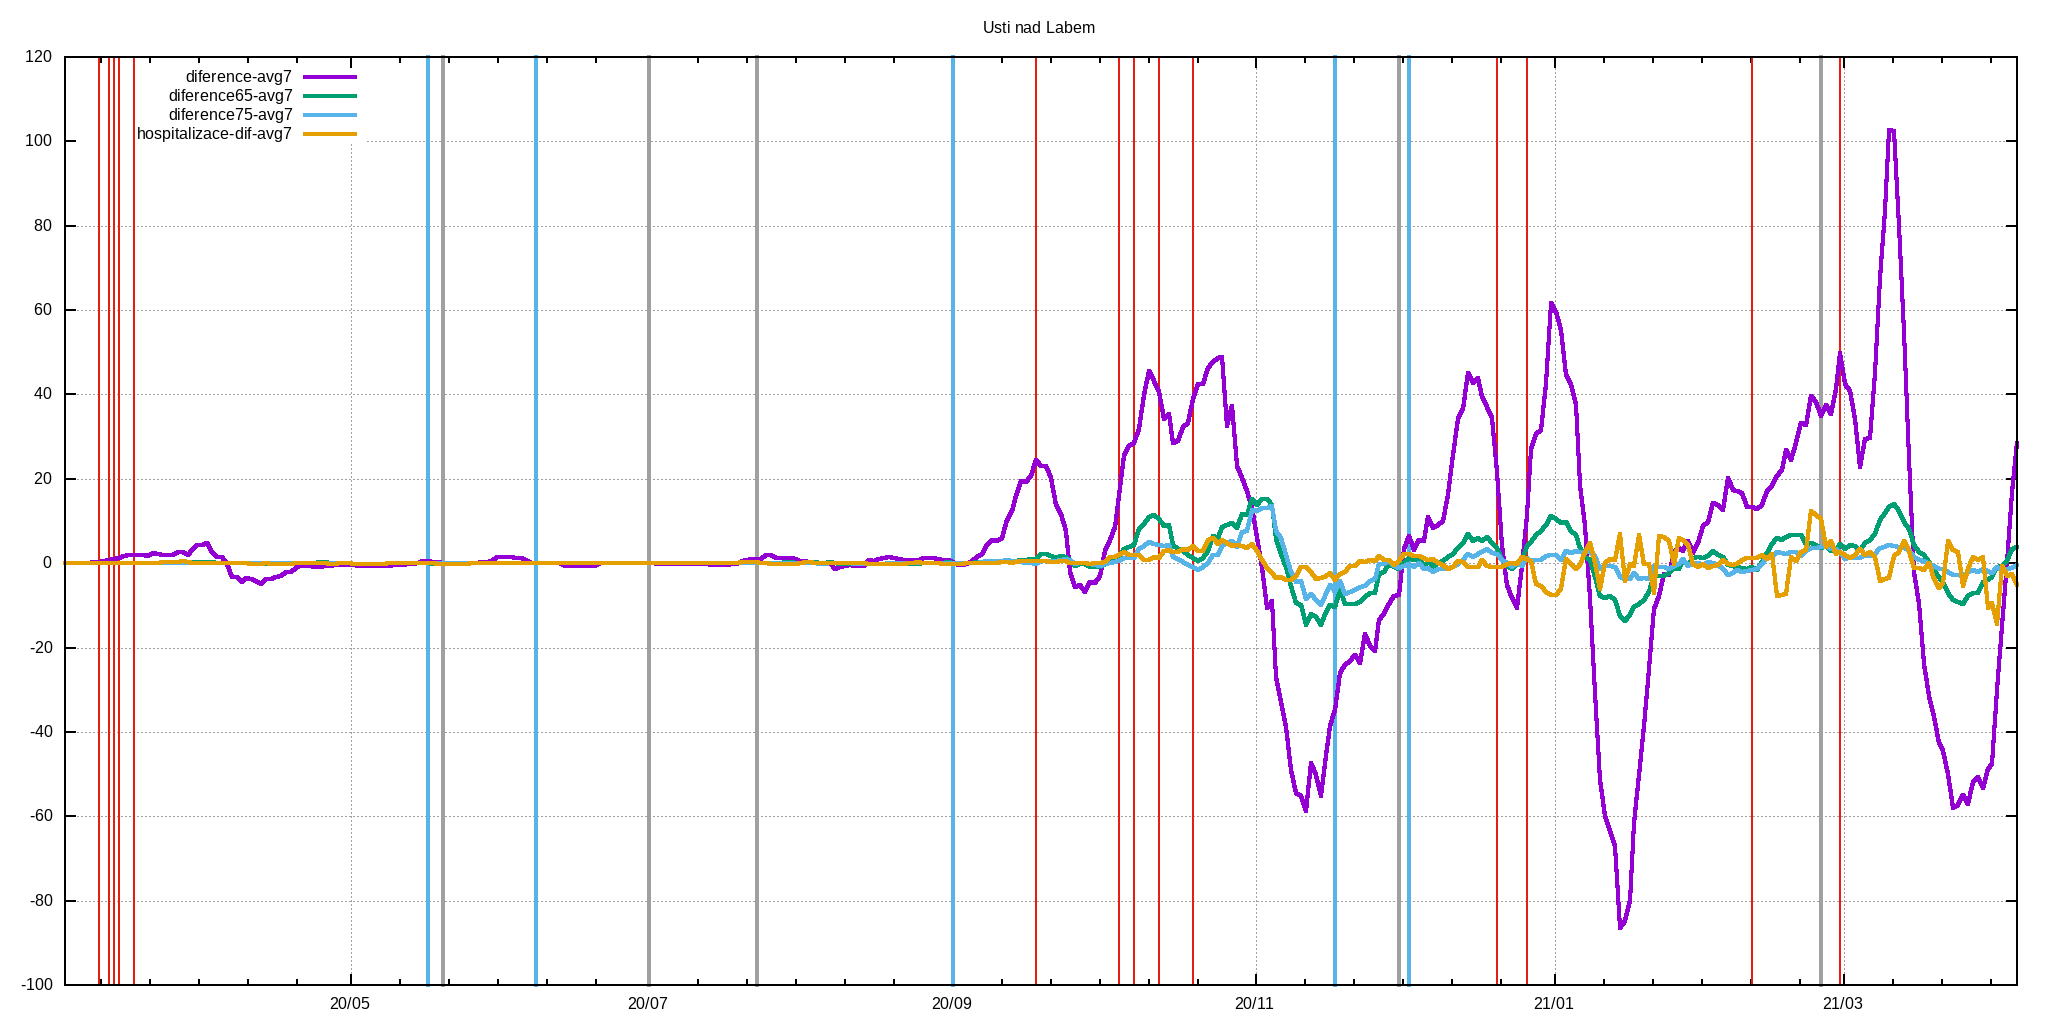 Usti nad Labem
diference-avg7
diference65-avg7
diference75-avg7
hospitalizace-dif-avg7
120
100
80
60
40
20
0
-20
-40
-60
-80
-100
20/05 20/07 20/09 20/11 21/01 21/03